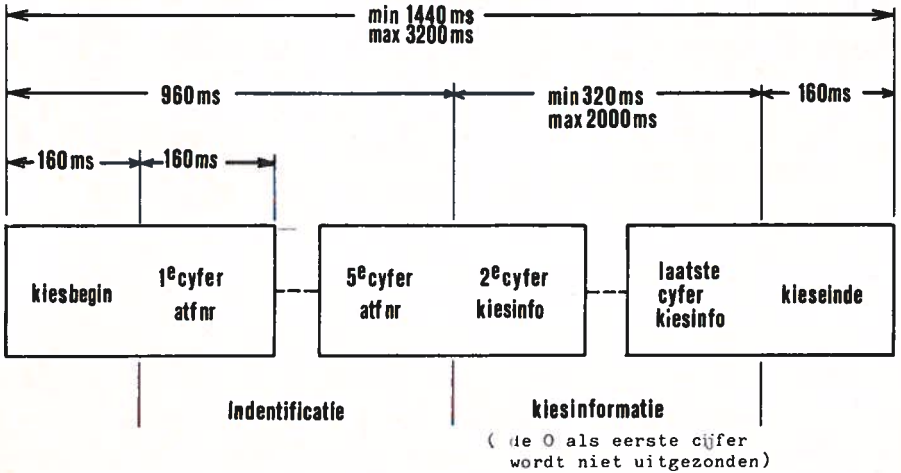 min 1440 ms
max 3200 ms
960 ms
min 320 ms
max 2000 ms
160 ms
160 ms
160 ms
kiesbegin
1e cyfer
atf nr
5e cyfer
atf nr
2e cyfer
kiesinfo
laatste
cyfer
kiesinfo
kieseinde
indentificatie
kiesinformatie
( de 0 als eerste cijfer
wordt niet uitgezonden)